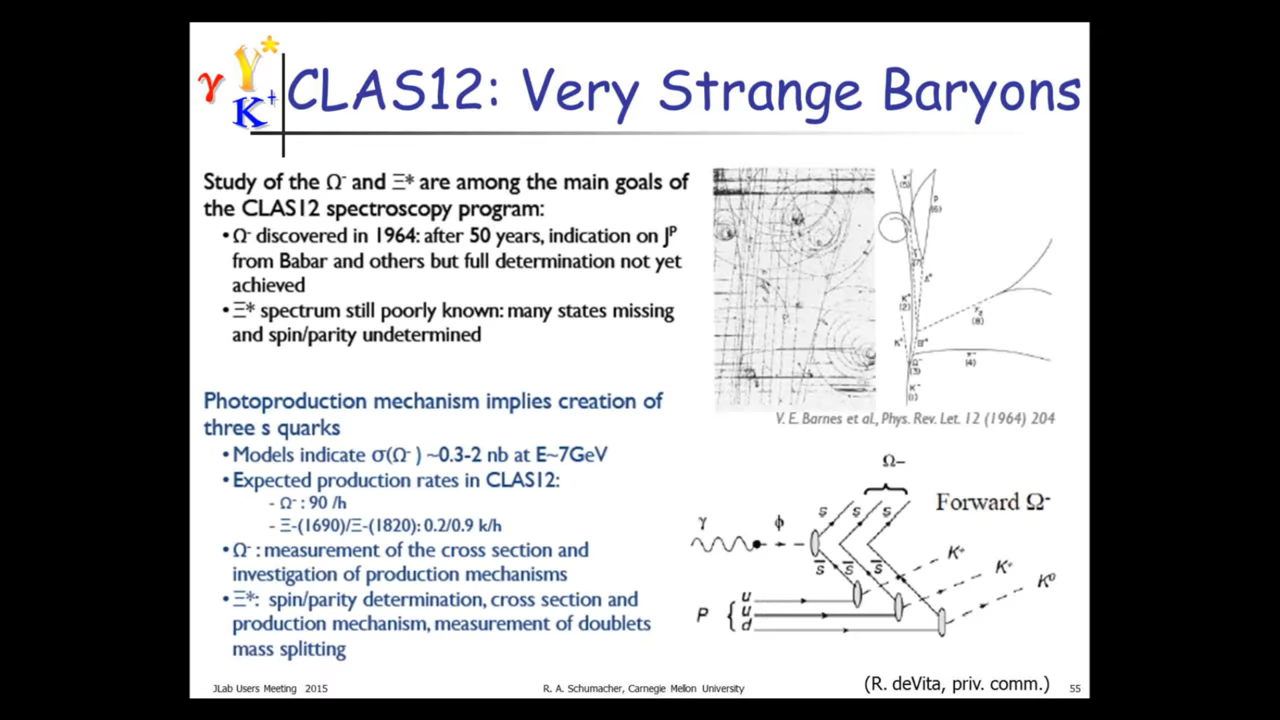 γ Y* K+
CLAS12: Very Strange Baryons
Study of the Ω- and Ξ* are among the main goals of
the CLAS12 spectroscopy program:
•Ω- discovered in 1964: after 50 years, indication on Jᴾ
from Babar and others but full determination not yet
achieved
•Ξ* spectrum still poorly known: many states missing
and spin/parity undetermined
V. E. Barnes et al., Phys. Rev. Let. 12 (1964) 204
Photoproduction mechanism implies creation of
three s quarks
•Models indicate σ(Ω- ) ~0.3-2 nb at E~7GeV
•Expected production rates in CLAS12:
- Ω- : 90 /h
- Ξ-(1690)/Ξ-(1820): 0.2/0.9 k/h
•Ω- : measurement of the cross section and
investigation of production mechanisms
•Ξ*: spin/parity determination, cross section and
production mechanism, measurement of doublets
mass splitting
Ω–
s s s
Forward Ω-
γ ϕ
s̅ s̅ s̅
K+
K+
K0
P { u
u
d
JLab Users Meeting 2015
R. A. Schumacher, Carnegie Mellon University
(R. deVita, priv. comm.)
55